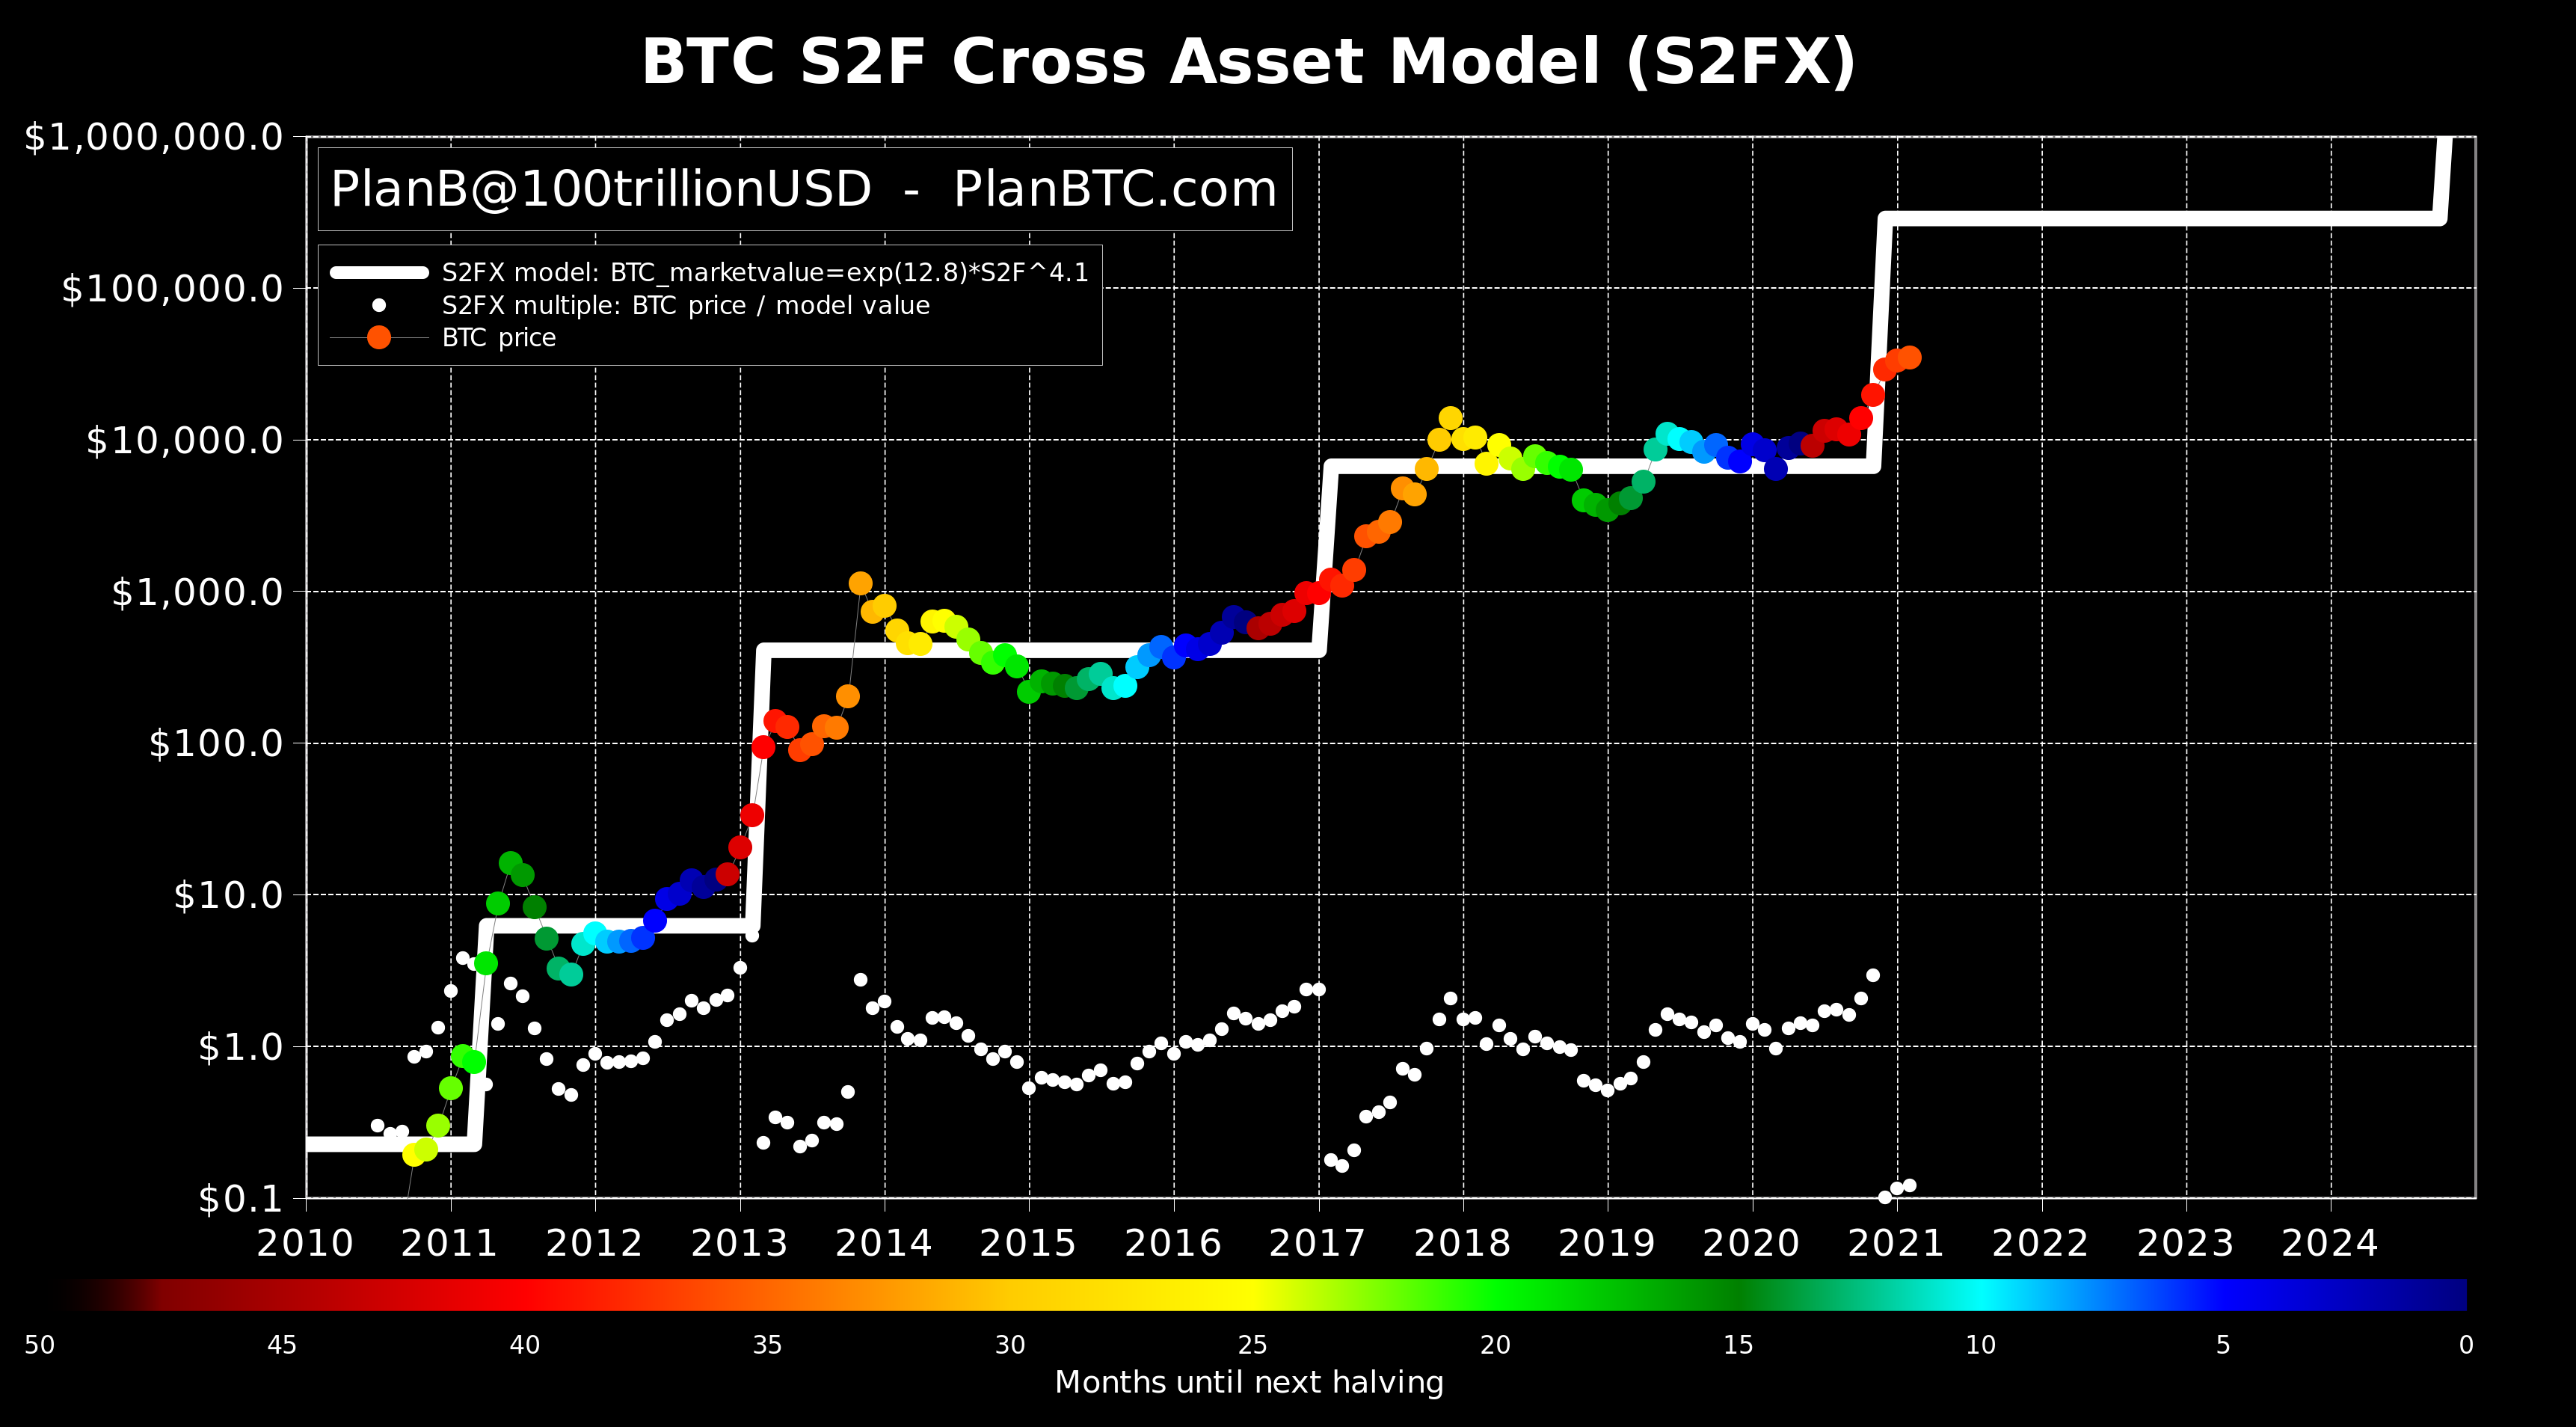 BTC S2F Cross Asset Model (S2FX)
$1,000,000.0
PlanB@100trillionUSD - PlanBTC.com
S2FX model: BTC_marketvalue=exp(12.8)*S2F^4.1
$100,000.0
S2FX multiple: BTC price / model value
BTC price
$10,000.0
$1,000.0
$100.0
$10.0
$1.0
$0.1
2010 2011 2012 2013 2014 2015 2016 2017 2018 2019 2020 2021 2022 2023 2024
50 45 40 35 30 25 20 15 10 5 0
Months until next halving